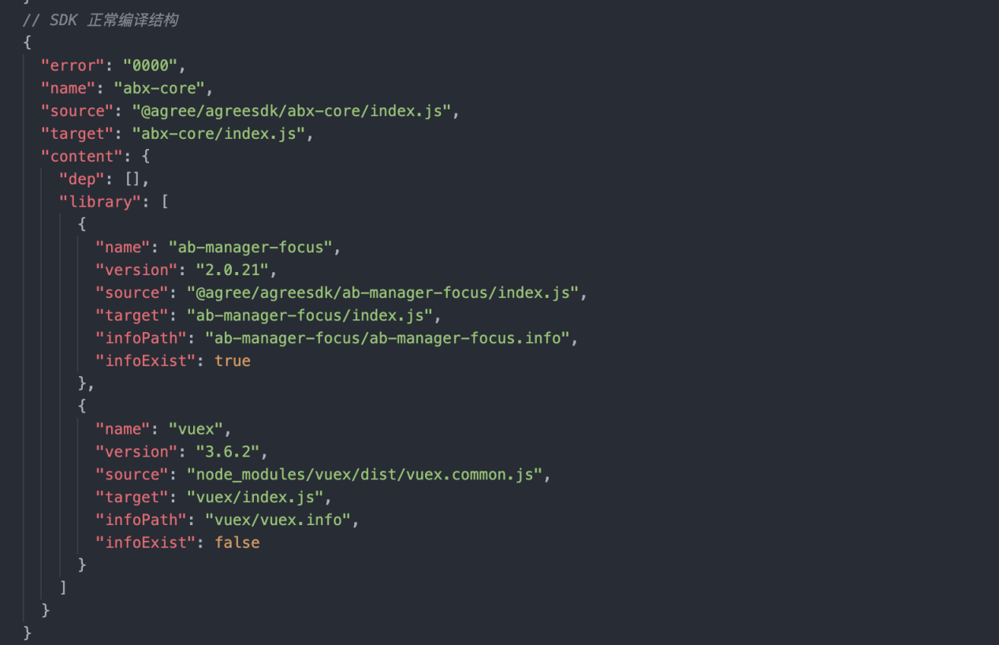 }
// SDK 正常编译结构
{
  "error": "0000",
  "name": "abx-core",
  "source": "@agree/agreesdk/abx-core/index.js",
  "target": "abx-core/index.js",
  "content": {
    "dep": [],
    "library": [
      {
        "name": "ab-manager-focus",
        "version": "2.0.21",
        "source": "@agree/agreesdk/ab-manager-focus/index.js",
        "target": "ab-manager-focus/index.js",
        "infoPath": "ab-manager-focus/ab-manager-focus.info",
        "infoExist": true
      },
      {
        "name": "vuex",
        "version": "3.6.2",
        "source": "node_modules/vuex/dist/vuex.common.js",
        "target": "vuex/index.js",
        "infoPath": "vuex/vuex.info",
        "infoExist": false
      }
    ]
  }
}